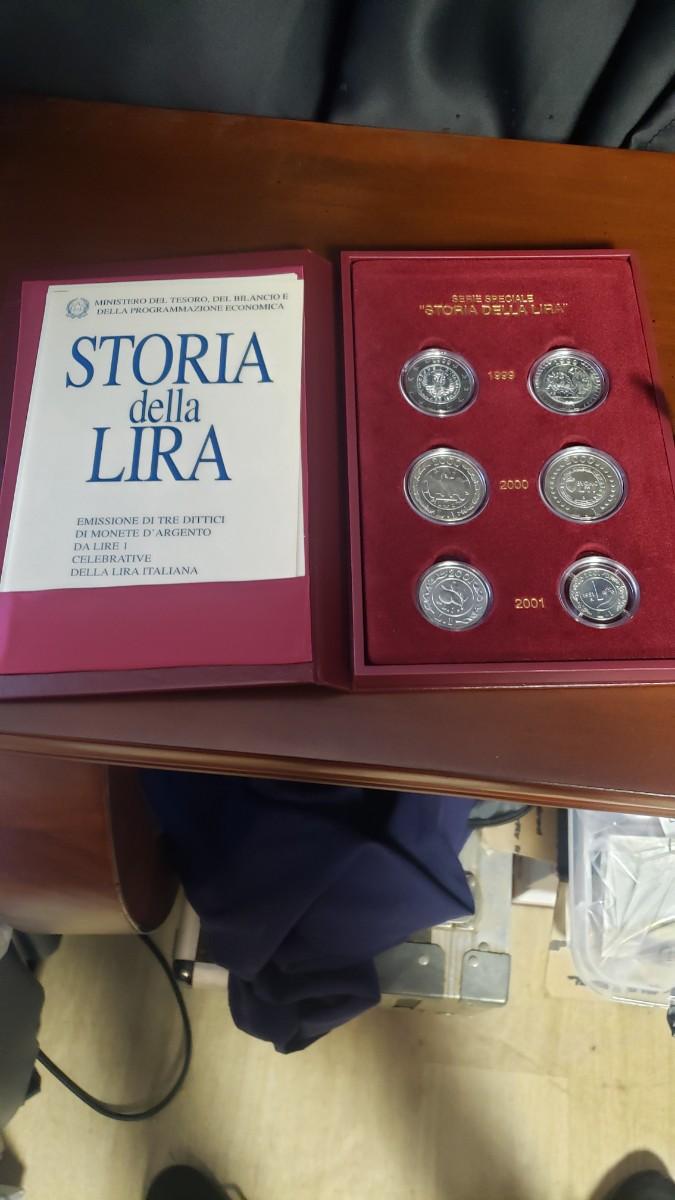 MINISTERO DEL TESORO, DEL BILANCIO E
DELLA PROGRAMMAZIONE ECONOMICA
STORIA
della
LIRA
EMISSIONE DI TRE DITTICI
DI MONETE D'ARGENTO
DA LIRE 1
CELEBRATIVE
DELLA LIRA ITALIANA
SERIE SPECIALE
"STORIA DELLA LIRA"
1999
2000
2001